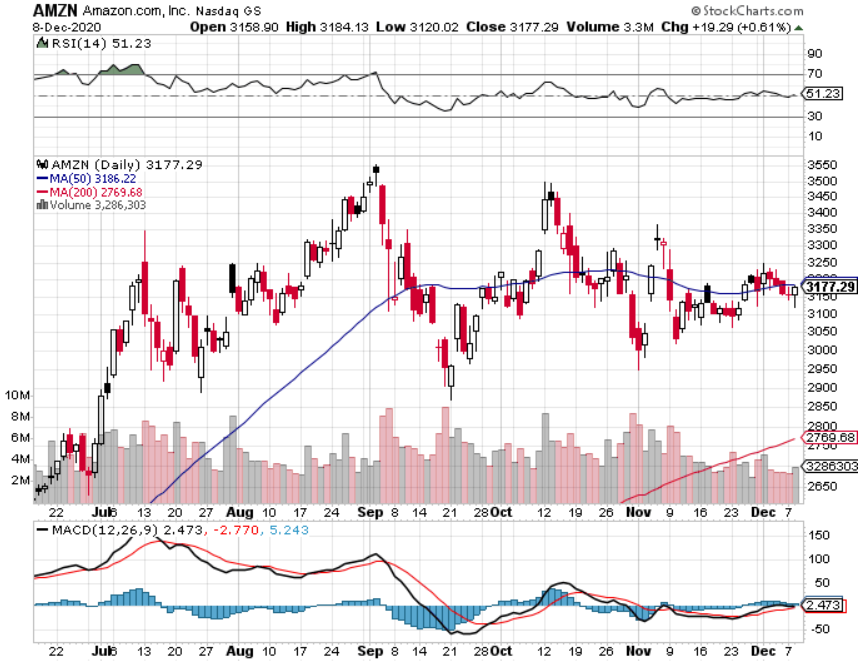 AMZN Amazon.com, Inc. Nasdaq GS @StockCharts.com
8-Dec-2020 Open 3158.90 High 3184.13 Low 3120.02 Close 3177.29 Volume 3.3M Chg +19.29 (+0.61%)
RSI(14) 51.23
90
70
51.23
30
10
AMZN (Daily) 3177.29
MA(50) 3186.22
MA(200) 2769.68
Volume 3,286,303
3550
3500
3450
3400
3350
3300
3250
3200
3177.29
3150
3100
3050
3000
2950
2900
2850
2800
2769.68
2750
3286303
2650
10M
8M
6M
4M
2M
22 Jul6 13 20 27 Aug 10 17 24 Sep 8 14 21 28 Oct 12 19 26 Nov 9 16 23 Dec 7
MACD(12,26,9) 2.473, -2.770, 5.243
150
100
50
2.473
-50
22 Jul6 13 20 27 Aug 10 17 24 Sep 8 14 21 28 Oct 12 19 26 Nov 9 16 23 Dec 7